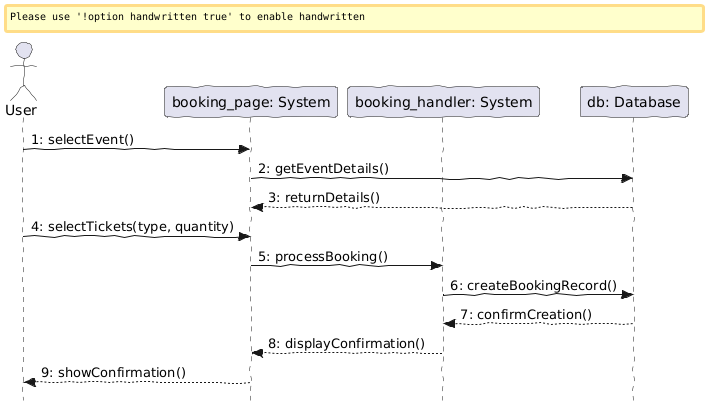 Please use '!option handwritten true' to enable handwritten
User
booking_page: System
booking_handler: System
db: Database
1: selectEvent()
2: getEventDetails()
3: returnDetails()
4: selectTickets(type, quantity)
5: processBooking()
6: createBookingRecord()
7: confirmCreation()
8: displayConfirmation()
9: showConfirmation()